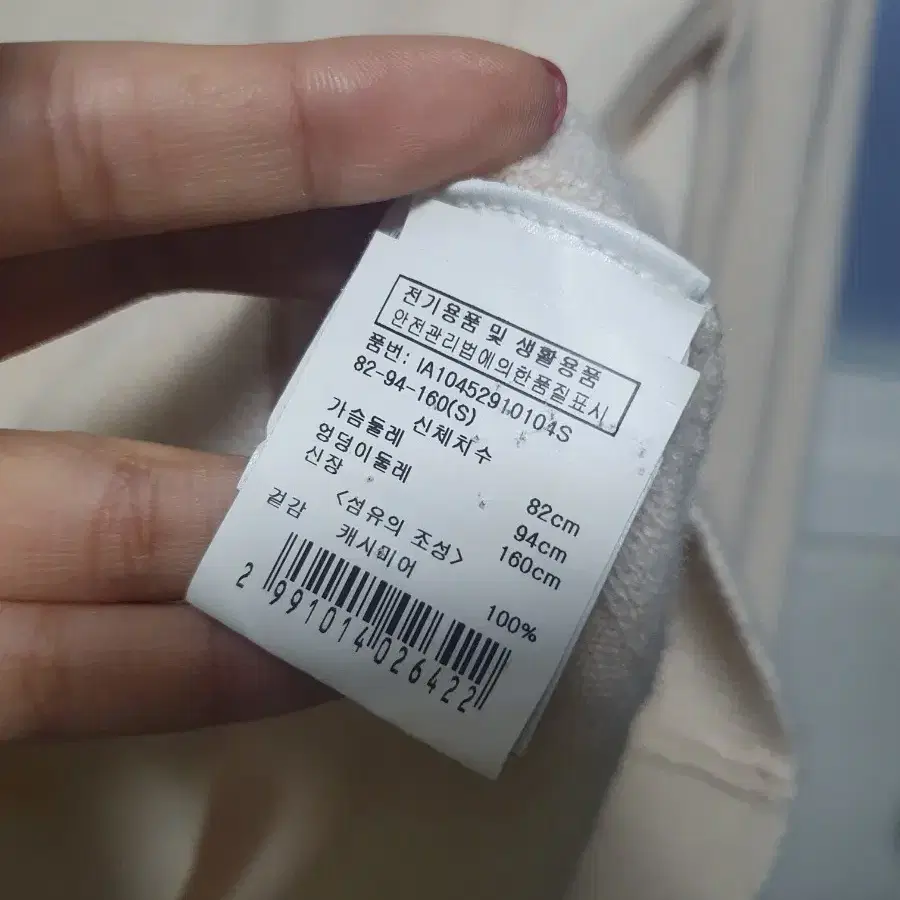 전기용품 및 생활용품
안전관리법에의한품질표시
품번: IA10452910104S
82-94-160(S)
신체치수
가슴둘레 82cm
엉덩이둘레 94cm
신장 160cm
<섬유의 조성>
겉감 캐시미어 100%
2 991014 026422